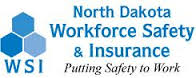 North Dakota
Workforce Safety
& Insurance
WSI
Putting Safety to Work